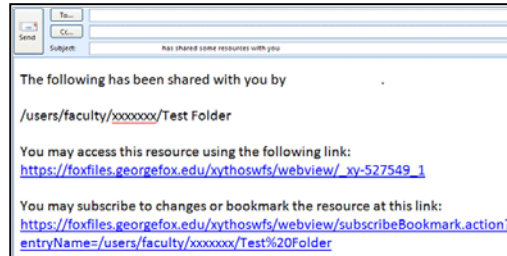 To...
Cc...
Send
Subject: has shared some resources with you
The following has been shared with you by .
/users/faculty/xxxxxxx/Test Folder
You may access this resource using the following link:
https://foxfiles.georgefox.edu/xythoswfs/webview/_xy-527549_1
You may subscribe to changes or bookmark the resource at this link:
https://foxfiles.georgefox.edu/xythoswfs/webview/subscribeBookmark.action?
entryName=/users/faculty/xxxxxxx/Test%20Folder